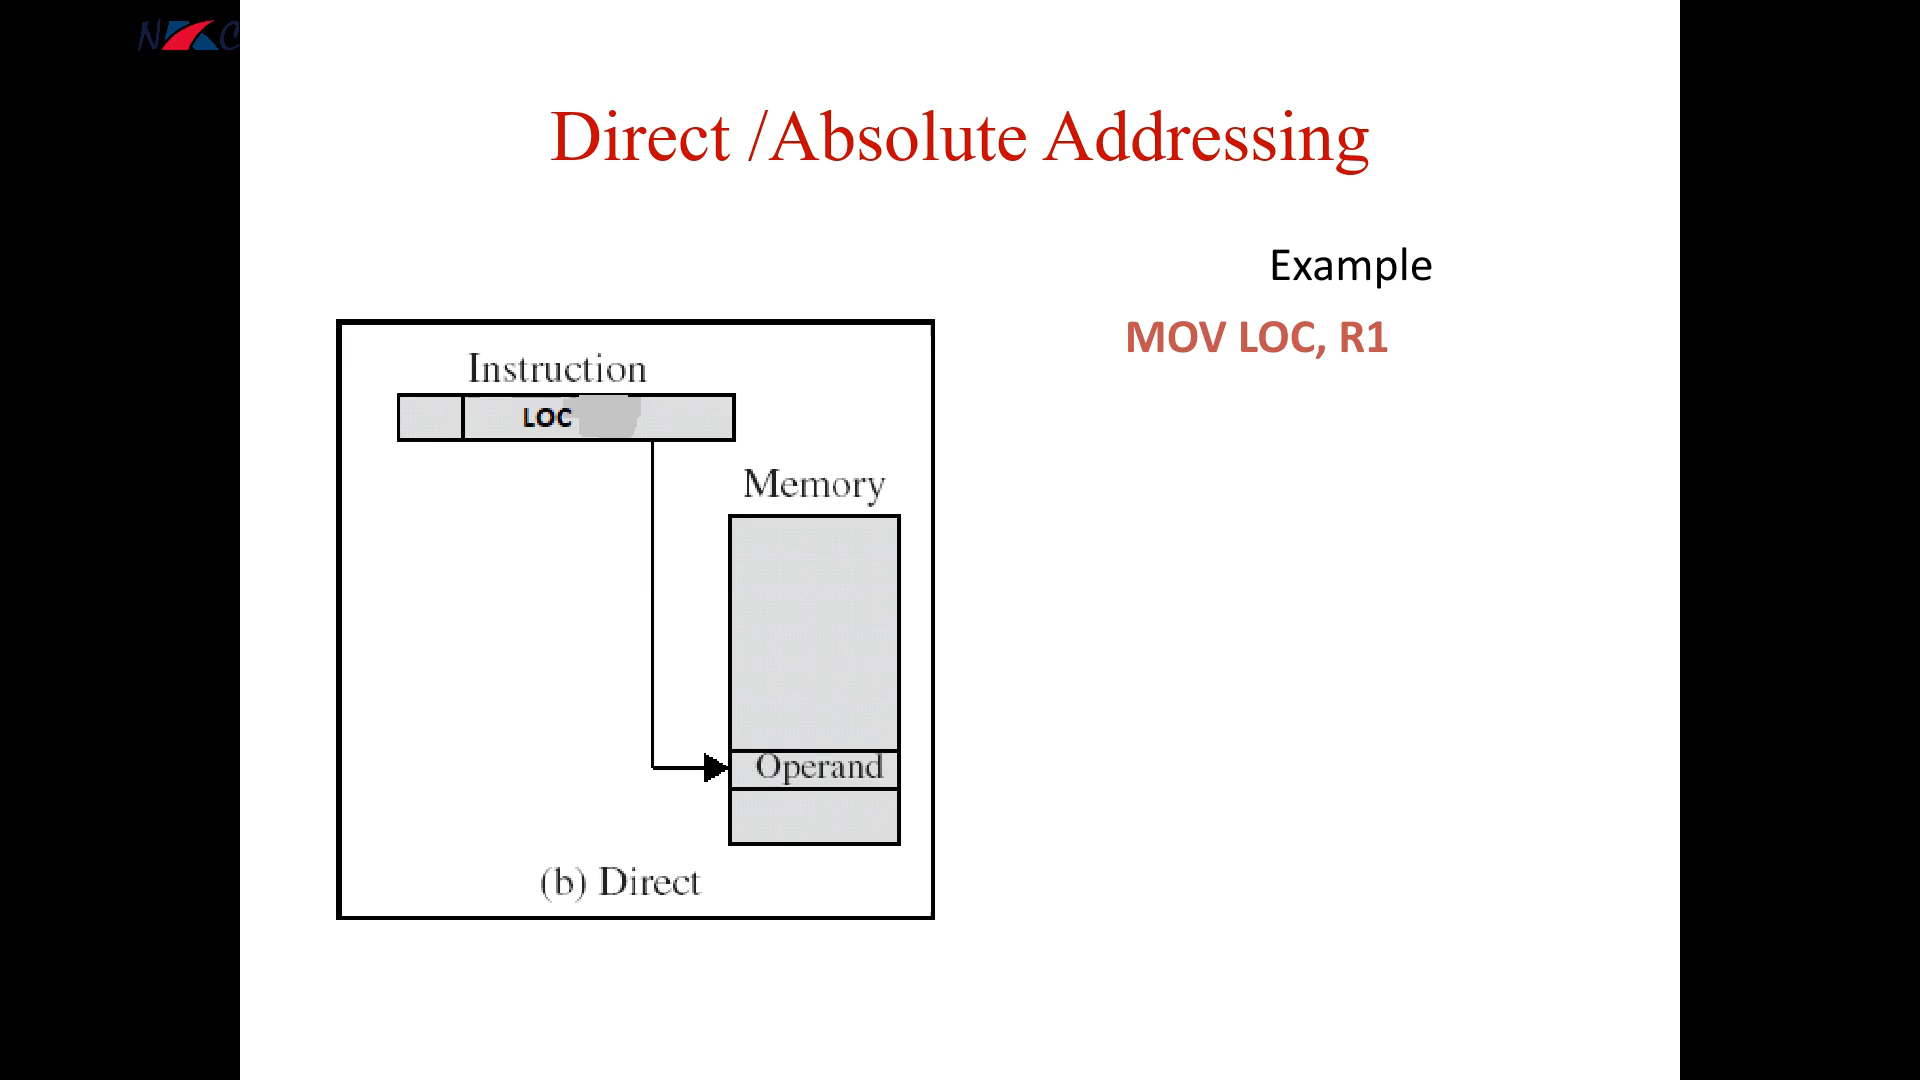 Direct /Absolute Addressing
Example
MOV LOC, R1
Instruction
LOC
Memory
Operand
(b) Direct